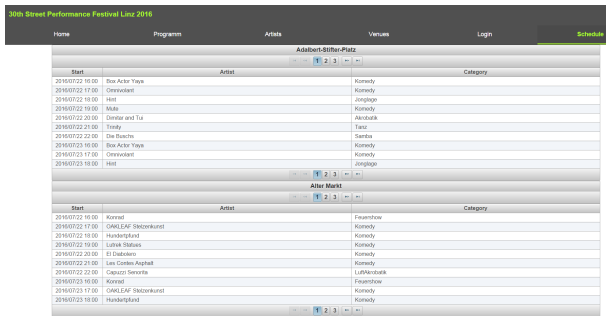 30th Street Performance Festival Linz 2016
Home Programm Artists Venues Login Schedule
Adalbert-Stifter-Platz
1 2 3
Start Artist Category
2016/07/22 16:00 Box Actor Yaya Komedy
2016/07/22 17:00 Omnivolant Komedy
2016/07/22 18:00 Hint Jonglage
2016/07/22 19:00 Mute Komedy
2016/07/22 20:00 Dimitar and Tui Akrobatik
2016/07/22 21:00 Trinity Tanz
2016/07/22 22:00 Die Buschs Samba
2016/07/23 16:00 Box Actor Yaya Komedy
2016/07/23 17:00 Omnivolant Komedy
2016/07/23 18:00 Hint Jonglage
1 2 3
Alter Markt
1 2 3
Start Artist Category
2016/07/22 16:00 Konrad Feuershow
2016/07/22 17:00 OAKLEAF Stelzenkunst Komedy
2016/07/22 18:00 Hundertpfund Komedy
2016/07/22 19:00 Lutrek Statues Komedy
2016/07/22 20:00 El Diabolero Komedy
2016/07/22 21:00 Les Contes Asphalt Komedy
2016/07/22 22:00 Capuzzi Senorita LuftAkrobatik
2016/07/23 16:00 Konrad Feuershow
2016/07/23 17:00 OAKLEAF Stelzenkunst Komedy
2016/07/23 18:00 Hundertpfund Komedy
1 2 3